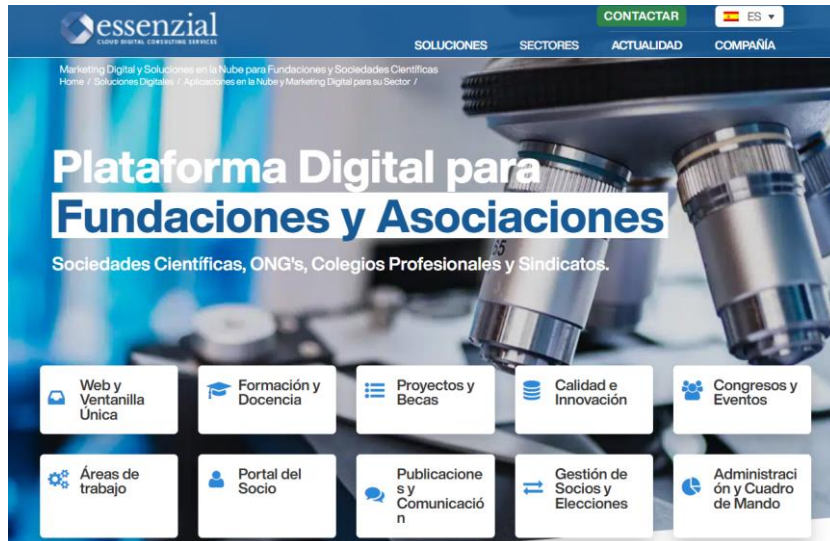 essenzial
CLOUD DIGITAL CONSULTING SERVICES
CONTACTAR
ES
SOLUCIONES
SECTORES
ACTUALIDAD
COMPAÑÍA
Marketing Digital y Soluciones en la Nube para Fundaciones y Sociedades Científicas
Home / Soluciones Digitales / Aplicaciones en la Nube y Marketing Digital para su Sector /
Plataforma Digital para
Fundaciones y Asociaciones
Sociedades Científicas, ONG's, Colegios Profesionales y Sindicatos.
Web y
Ventanilla
Única
Formación y
Docencia
Proyectos y
Becas
Calidad e
Innovación
Congresos y
Eventos
Áreas de
trabajo
Portal del
Socio
Publicacione
s y
Comunicació
n
Gestión de
Socios y
Elecciones
Administraci
ón y Cuadro
de Mando